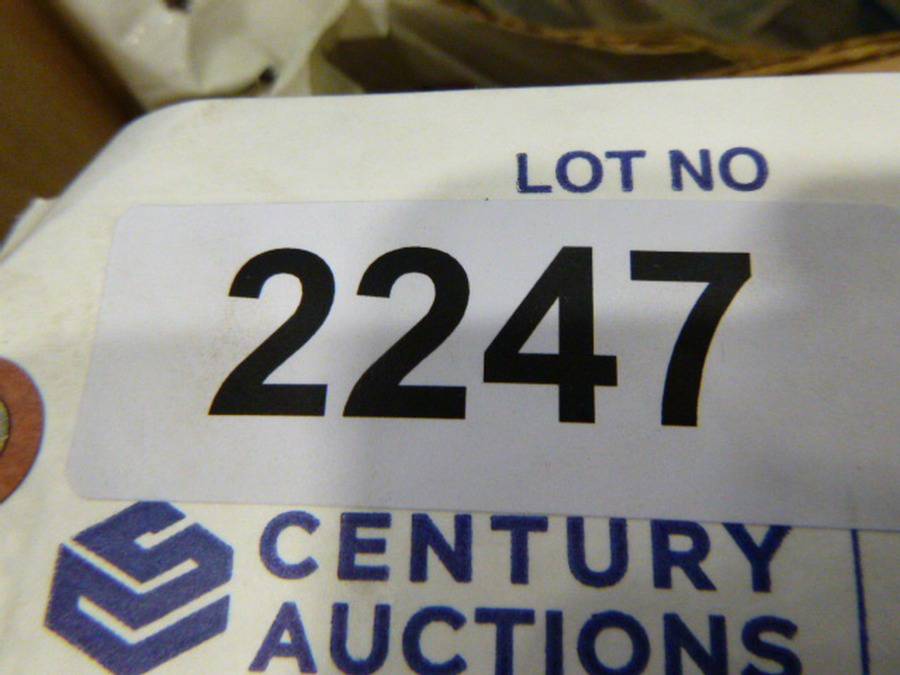 LOT NO
2247
CENTURY
AUCTIONS